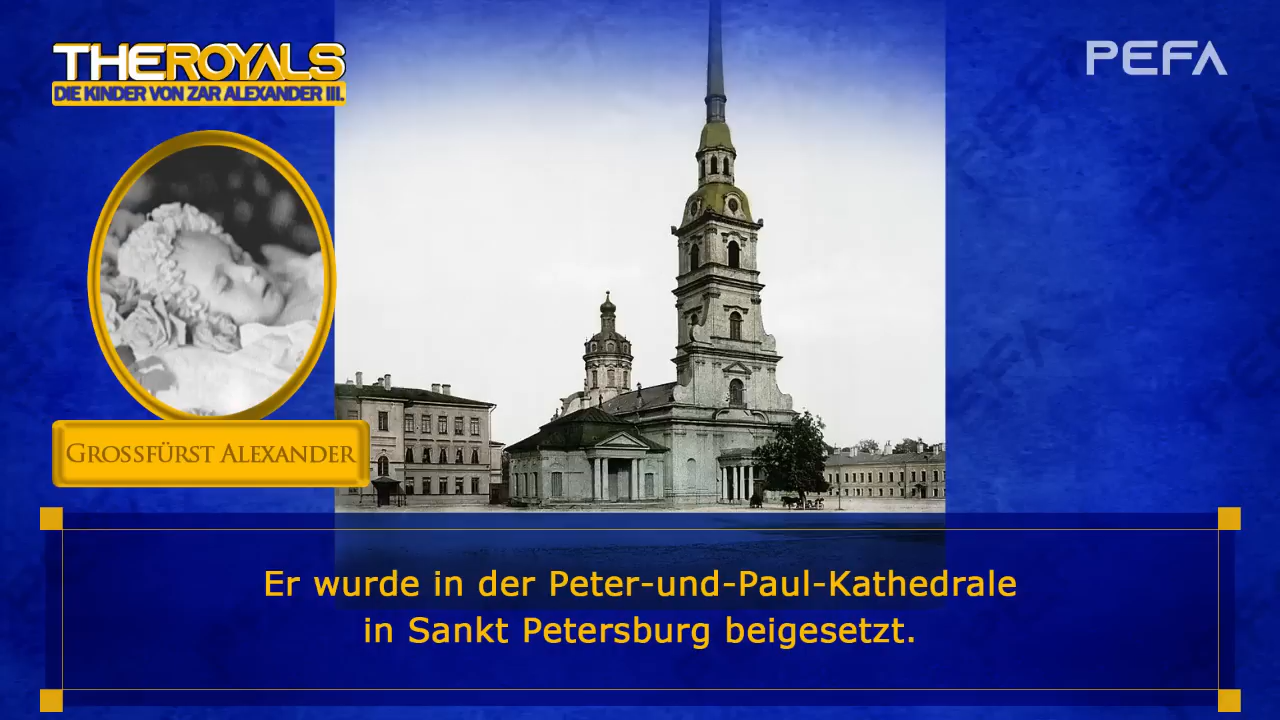 THEROYALS
DIE KINDER VON ZAR ALEXANDER III.
PEFA
GROSSFÜRST ALEXANDER
Er wurde in der Peter-und-Paul-Kathedrale
in Sankt Petersburg beigesetzt.